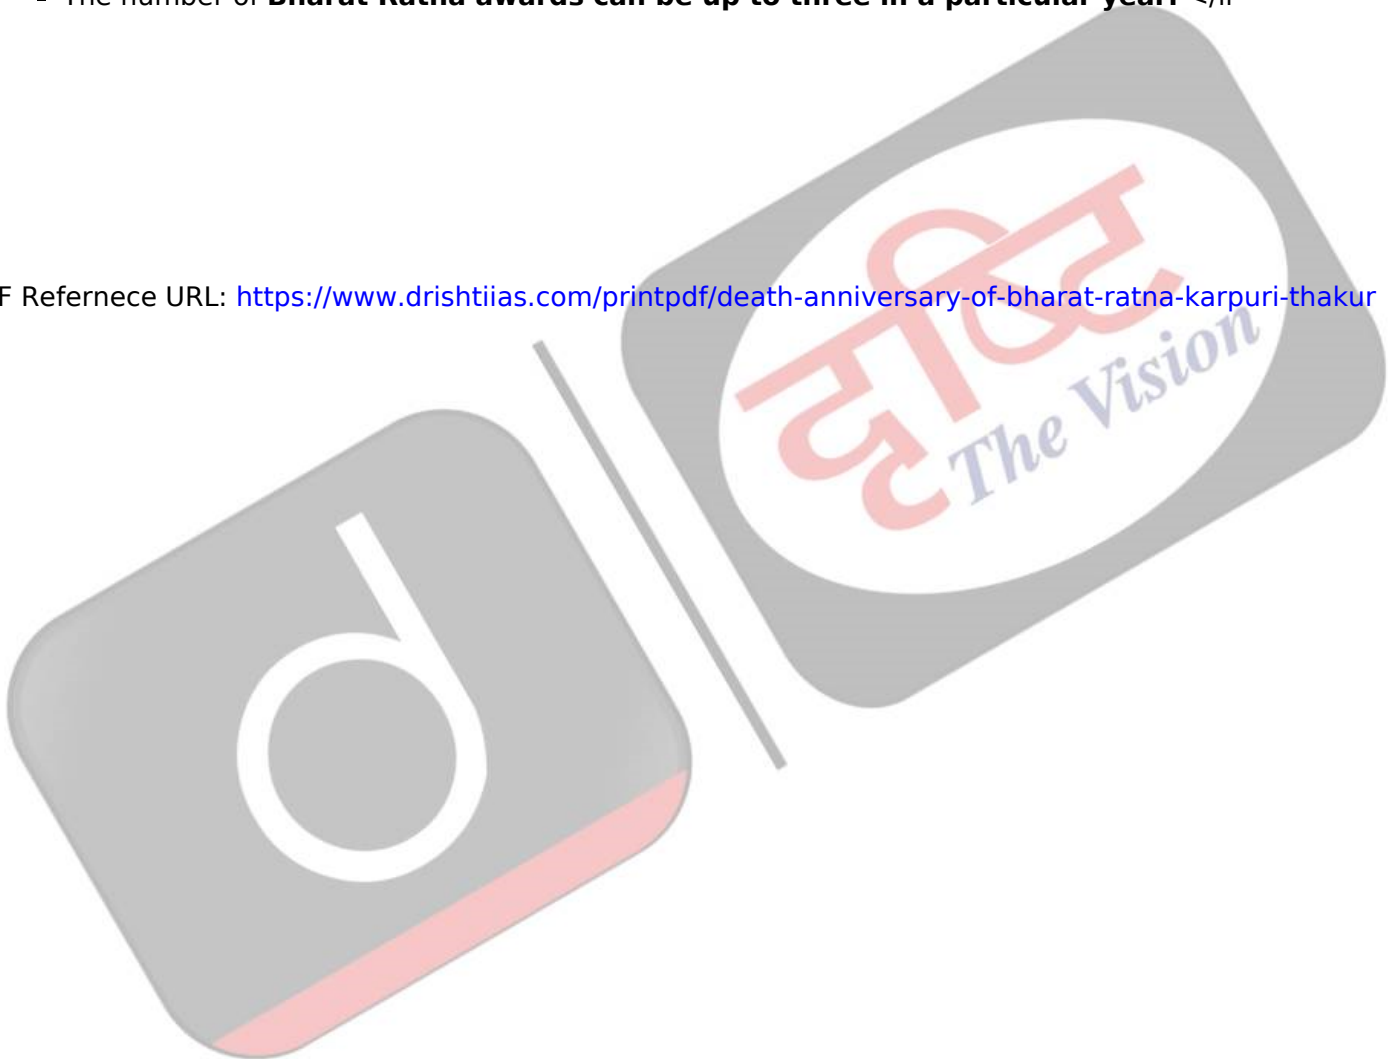 The number of Bharat Ratna awards can be up to three in a particular year. </li
F Refernece URL: https://www.drishtiias.com/printpdf/death-anniversary-of-bharat-ratna-karpuri-thakur
दृष्टि
The Vision
d